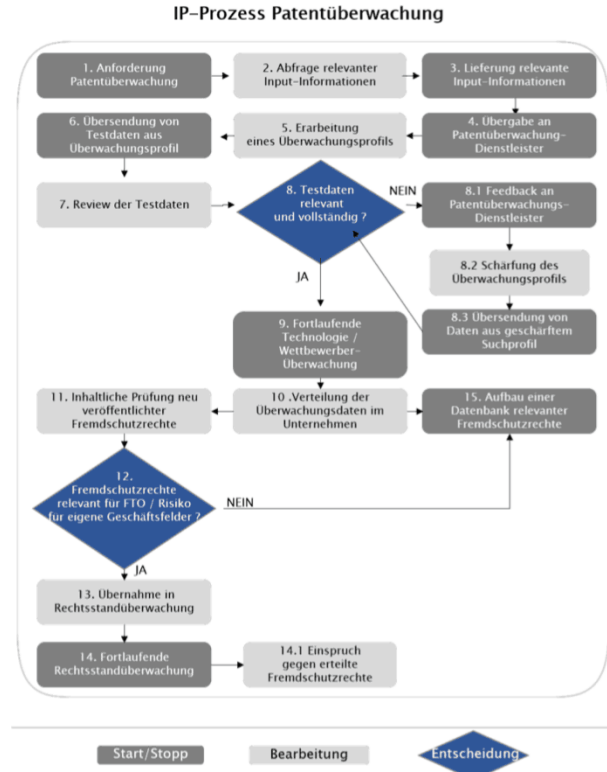 IP-Prozess Patentüberwachung
1. Anforderung
Patentüberwachung
2. Abfrage relevanter
Input-Informationen
3. Lieferung relevante
Input-Informationen
6. Übersendung von
Testdaten aus
Überwachungsprofil
5. Erarbeitung
eines Überwachungsprofils
4. Übergabe an
Patentüberwachung-
Dienstleister
7. Review der Testdaten
8. Testdaten
relevant
und vollständig ?
NEIN
8.1 Feedback an
Patentüberwachungs-
Dienstleister
JA
8.2 Schärfung des
Überwachungsprofils
8.3 Übersendung von
Daten aus geschärftem
Suchprofil
9. Fortlaufende
Technologie /
Wettbewerber-
Überwachung
11. Inhaltliche Prüfung neu
veröffentlichter
Fremdschutzrechte
10 .Verteilung der
Überwachungsdaten im
Unternehmen
15. Aufbau einer
Datenbank relevanter
Fremdschutzrechte
12.
Fremdschutzrechte
relevant für FTO / Risiko
für eigene Geschäftsfelder ?
NEIN
JA
13. Übernahme in
Rechtsstandüberwachung
14. Fortlaufende
Rechtsstandüberwachung
14.1 Einspruch
gegen erteilte
Fremdschutzrechte
Start/Stopp
Bearbeitung
Entscheidung